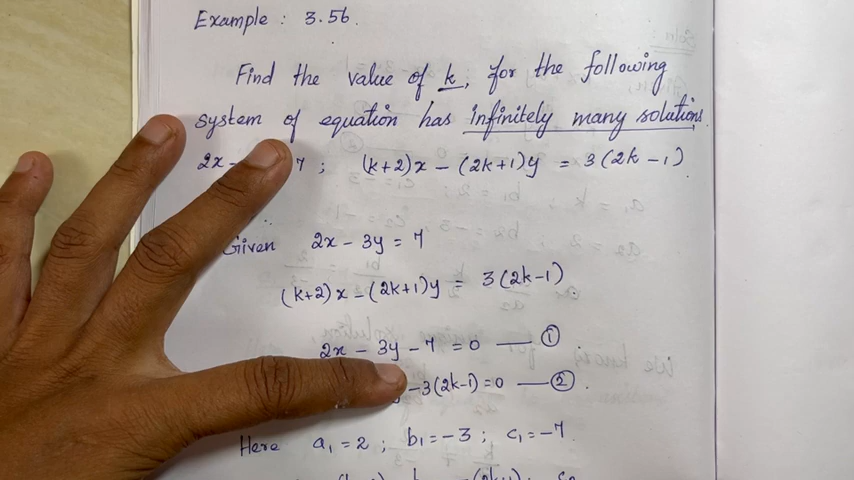 Example : 3.56.
Find the value of k, for the following
system of equation has infinitely many solutions.
2x - 7 ; (k+2)x - (2k+1)y = 3(2k-1)
Given 2x - 3y = 7
(k+2)x - (2k+1)y = 3(2k-1)
2x - 3y - 7 = 0 —— ①
- 3(2k-1) = 0 —— ②.
Here a₁ = 2 ; b₁ = -3 ; c₁ = -7.